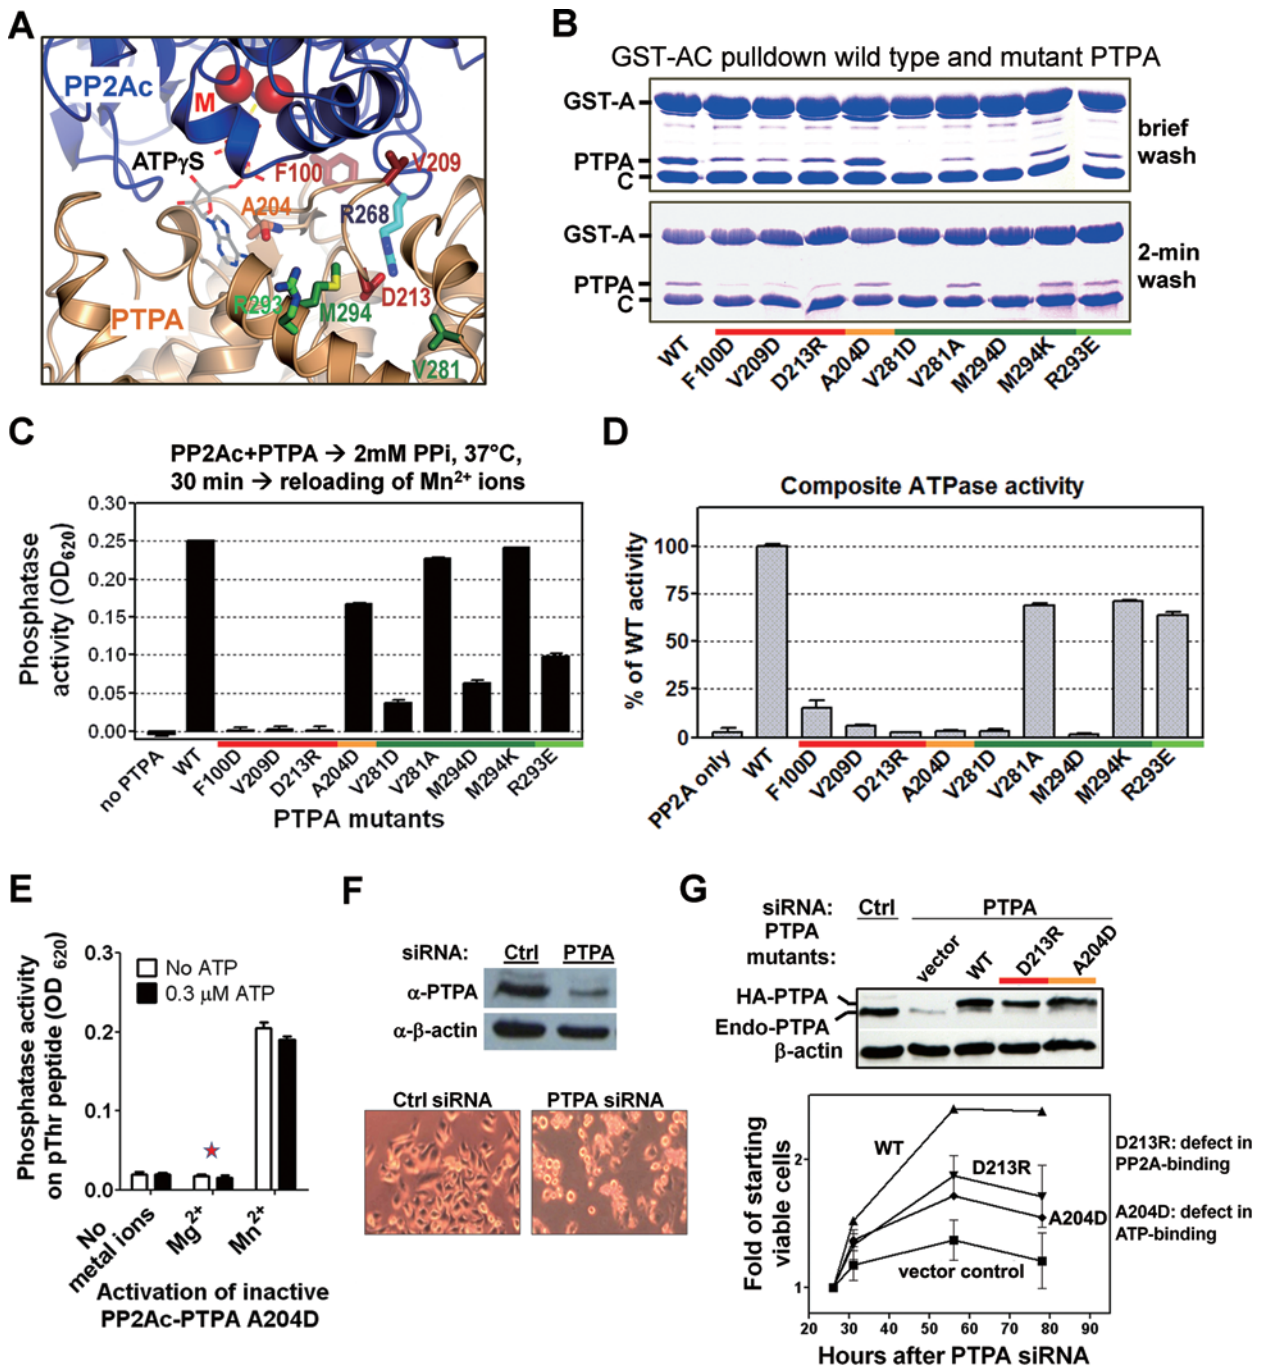 A
PP2Ac
M
ATPγS
F100
V209
A204
R268
R293
M294
D213
PTPA
V281
B
GST-AC pulldown wild type and mutant PTPA
GST-A
PTPA
C
brief
wash
GST-A
PTPA
C
2-min
wash
WT
F100D
V209D
D213R
A204D
V281D
V281A
M294D
M294K
R293E
C
PP2Ac+PTPA → 2mM PPi, 37°C,
30 min → reloading of Mn²⁺ ions
Phosphatase
activity (OD₆₂₀)
0.30
0.25
0.20
0.15
0.10
0.05
0.00
no PTPA
WT
F100D
V209D
D213R
A204D
V281D
V281A
M294D
M294K
R293E
PTPA mutants
D
Composite ATPase activity
% of WT activity
100
75
50
25
0
PP2A only
WT
F100D
V209D
D213R
A204D
V281D
V281A
M294D
M294K
R293E
E
Phosphatase activity
on pThr peptide (OD ₆₂₀)
0.3
0.2
0.1
0.0
No ATP
0.3 μM ATP
No
metal ions
Mg²⁺
Mn²⁺
Activation of inactive
PP2Ac-PTPA A204D
F
siRNA: Ctrl PTPA
α-PTPA
α-β-actin
Ctrl siRNA
PTPA siRNA
G
siRNA: Ctrl PTPA
PTPA
mutants:
vector
WT
D213R
A204D
HA-PTPA
Endo-PTPA
β-actin
Fold of starting
viable cells
2
1
WT
D213R
A204D
vector control
20 30 40 50 60 70 80 90
Hours after PTPA siRNA
D213R: defect in
PP2A-binding
A204D: defect in
ATP-binding